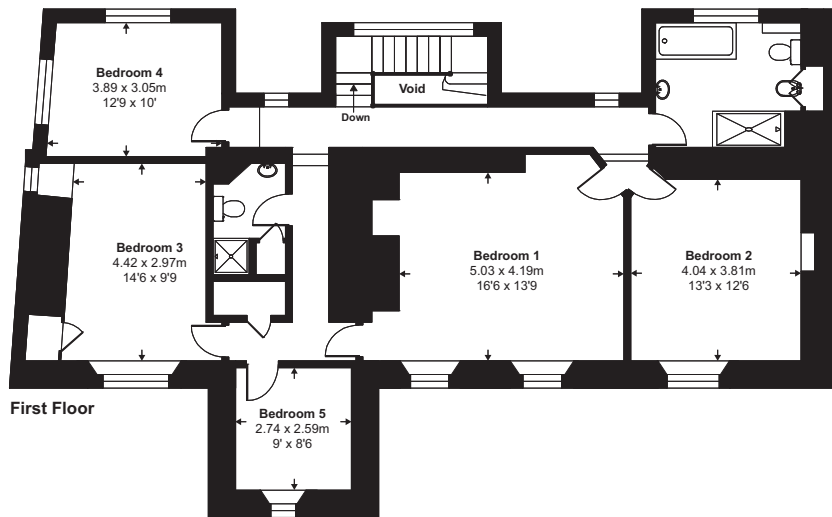 Bedroom 4
3.89 x 3.05m
12'9 x 10'
Void
Down
Bedroom 3
4.42 x 2.97m
14'6 x 9'9
Bedroom 1
5.03 x 4.19m
16'6 x 13'9
Bedroom 2
4.04 x 3.81m
13'3 x 12'6
First Floor
Bedroom 5
2.74 x 2.59m
9' x 8'6